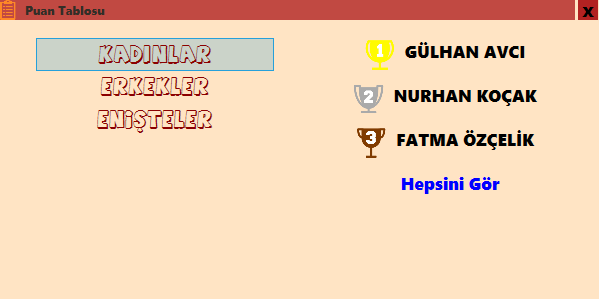 Puan Tablosu
X
KADINLAR
ERKEKLER
ENİŞTELER
1 GÜLHAN AVCI
2 NURHAN KOÇAK
3 FATMA ÖZÇELİK
Hepsini Gör